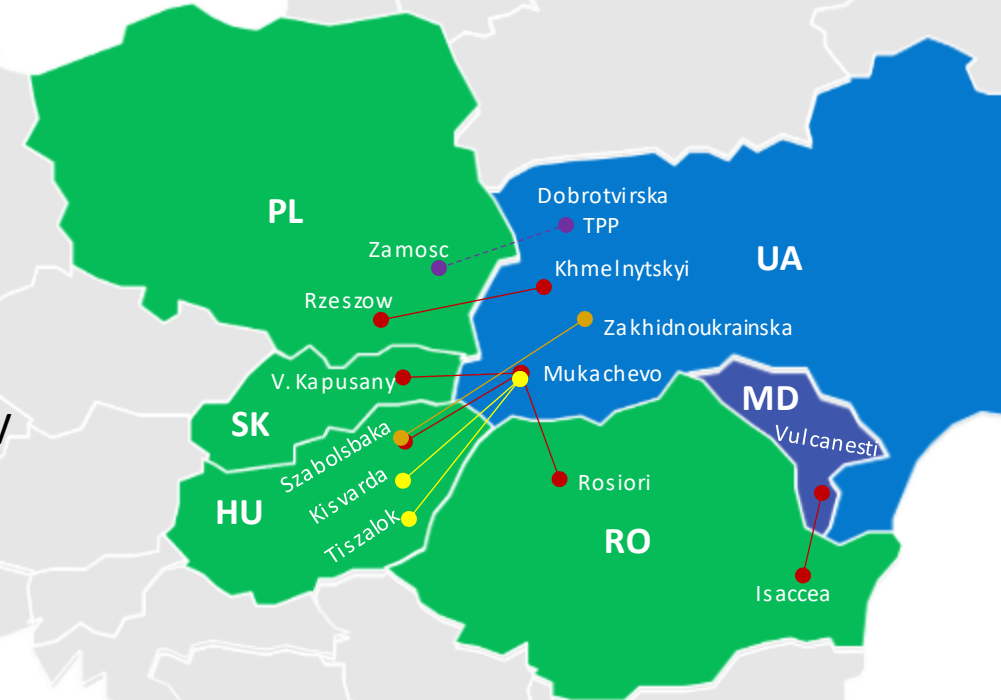 Dobrotvirska
TPP
PL
Zamosc
UA
Khmelnytskyi
Rzeszow
Zakhidnoukrainska
V. Kapusany
Mukachevo
MD
SK
Vulcanesti
Szabolsbaka
Kisvarda
Rosiori
HU
Tiszalok
RO
Isaccea